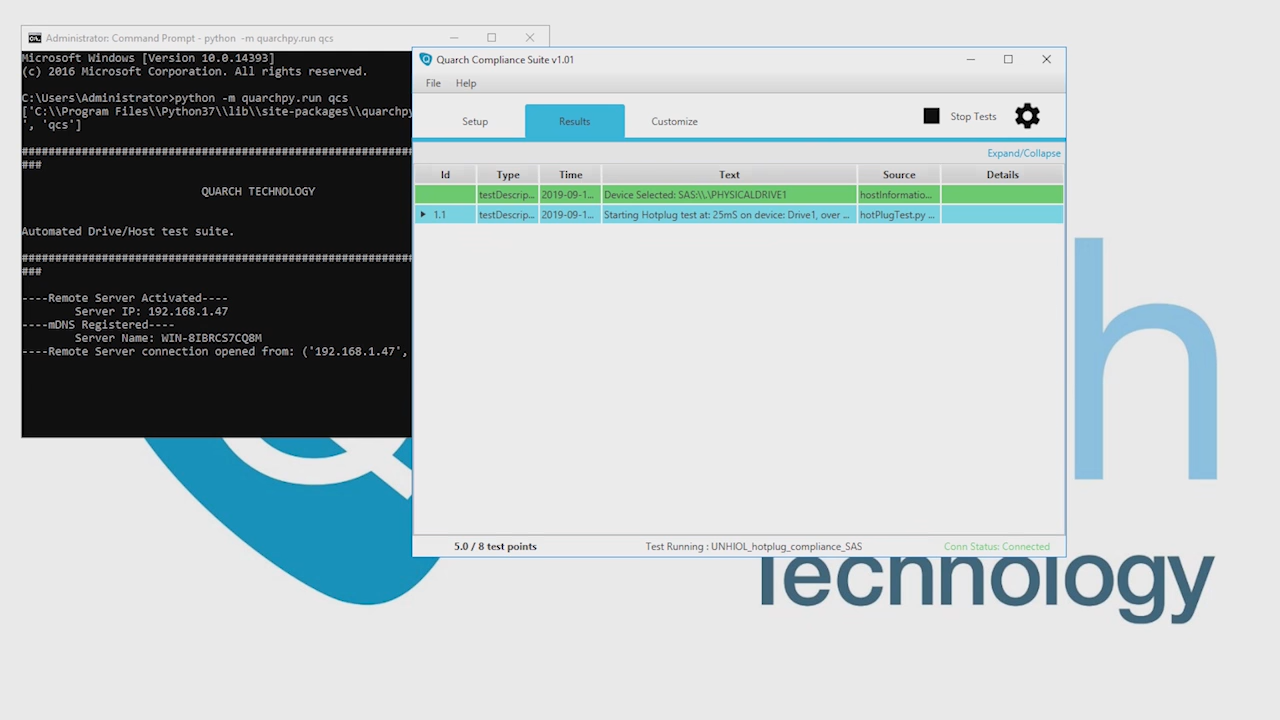 Administrator: Command Prompt - python -m quarchpy.run qcs
Microsoft Windows [Version 10.0.14393]
(c) 2016 Microsoft Corporation. All rights reserved.
C:\Users\Administrator>python -m quarchpy.run qcs
['C:\\Program Files\\Python37\\lib\\site-packages\\quarchpy
', 'qcs']
###########################################################
###
QUARCH TECHNOLOGY
Automated Drive/Host test suite.
###########################################################
###
----Remote Server Activated----
Server IP: 192.168.1.47
----mDNS Registered----
Server Name: WIN-8IBRCS7CQ8M
----Remote Server connection opened from: ('192.168.1.47',
Quarch Compliance Suite v1.01
File Help
Setup Results Customize Stop Tests
Expand/Collapse
Id Type Time Text Source Details
testDescrip... 2019-09-1... Device Selected: SAS:\\.\PHYSICALDRIVE1 hostInformatio...
1.1 testDescrip... 2019-09-1... Starting Hotplug test at: 25mS on device: Drive1, over ... hotPlugTest.py ...
5.0 / 8 test points Test Running : UNHIOL_hotplug_compliance_SAS Conn Status: Connected
h
Technology